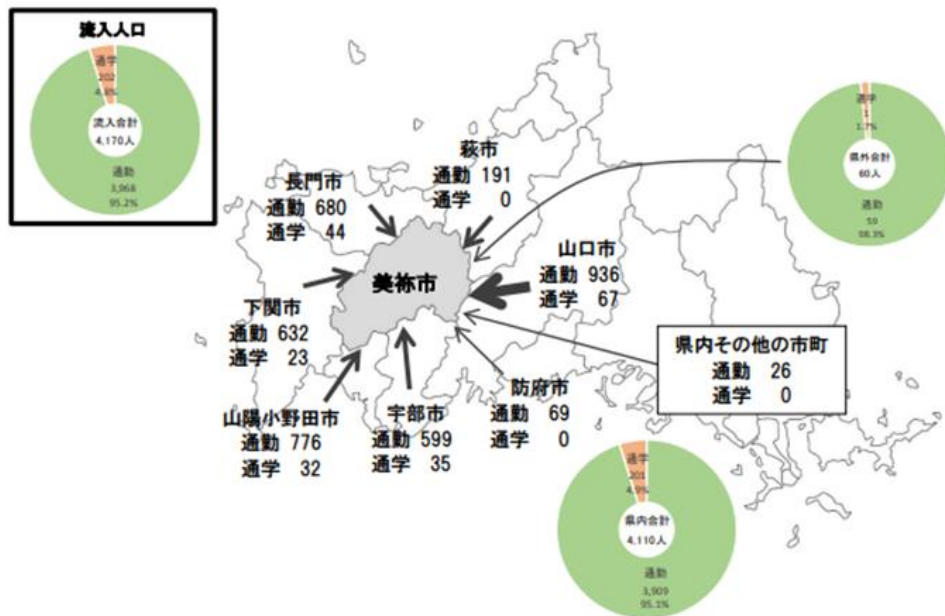 流入人口
通学
202
4.8%
流入合計
4,170人
通勤
3,968
95.2%
萩市
通勤 191
通学 0
長門市
通勤 680
通学 44
通学
1
1.7%
県外合計
60人
通勤
59
98.3%
山口市
通勤 936
通学 67
美祢市
下関市
通勤 632
通学 23
県内その他の市町
通勤 26
通学 0
山陽小野田市
通勤 776
通学 32
宇部市
通勤 599
通学 35
防府市
通勤 69
通学 0
通学
201
4.9%
県内合計
4,110人
通勤
3,909
95.1%